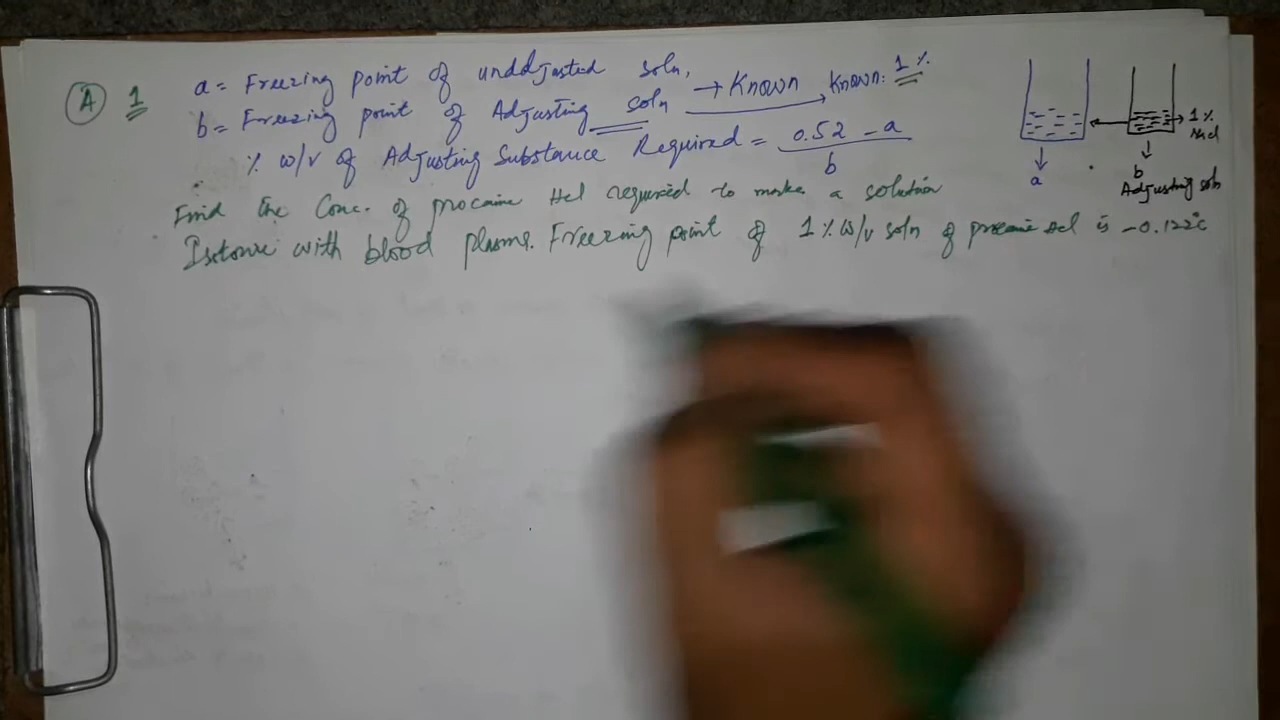 A 1 a = Freezing point of unddjusted soln,
b = Freezing point of Adjusting soln → Known Known: 1 %
% w/v of Adjusting Substance Required = 0.52 - a / b
Find the Conc. of procaine Hcl required to make a solution
Isotonic with blood plasma. Freezing point of 1% w/v soln of procaine Hcl is -0.122°c
1 %
Nacl
a
b
Adjusting soln